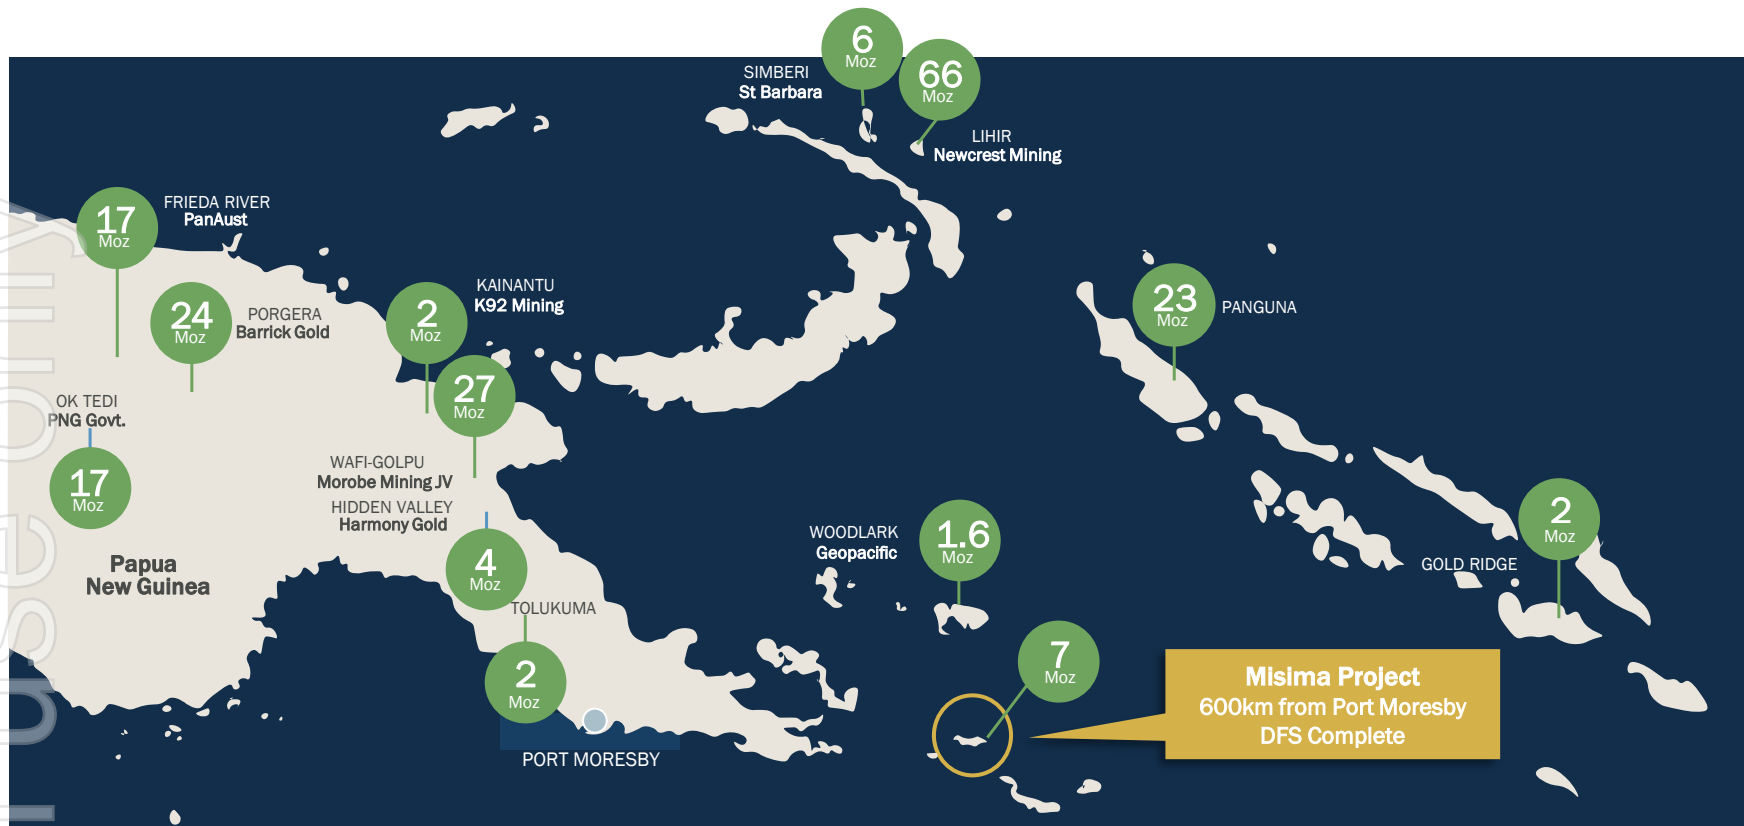 6
Moz
66
Moz
SIMBERI
St Barbara
LIHIR
Newcrest Mining
17
Moz
FRIEDA RIVER
PanAust
24
Moz
PORGERA
Barrick Gold
2
Moz
KAINANTU
K92 Mining
23
Moz
PANGUNA
27
Moz
OK TEDI
PNG Govt.
17
Moz
WAFI-GOLPU
Morobe Mining JV
HIDDEN VALLEY
Harmony Gold
4
Moz
WOODLARK
Geopacific
1.6
Moz
2
Moz
GOLD RIDGE
Papua
New Guinea
TOLUKUMA
2
Moz
PORT MORESBY
7
Moz
Misima Project
600km from Port Moresby
DFS Complete
use only